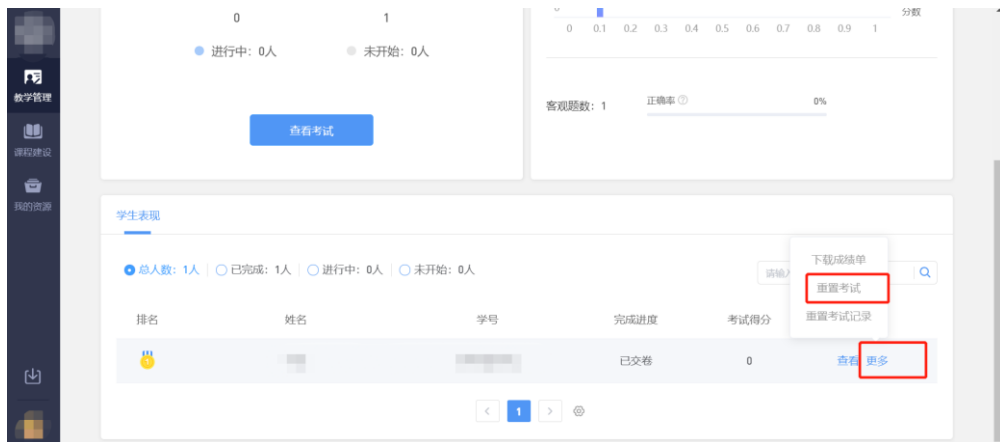 教学管理
课程建设
我的资源
0 1
进行中: 0人 未开始: 0人
查看考试
分数
0 0.1 0.2 0.3 0.4 0.5 0.6 0.7 0.8 0.9 1
客观题数: 1 正确率 0%
学生表现
总人数: 1人 已完成: 1人 进行中: 0人 未开始: 0人
请输
下载成绩单
重置考试
重置考试记录
排名 姓名 学号 完成进度 考试得分
1 已交卷 0 查看 更多
1